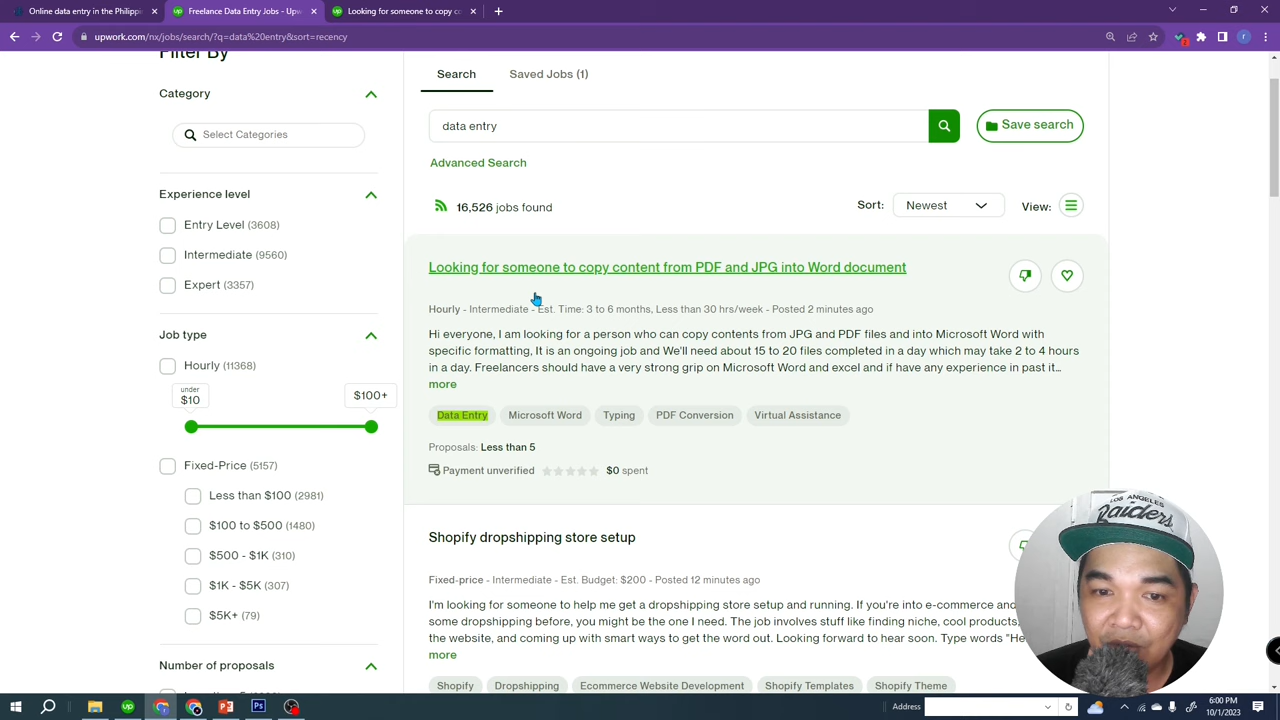 Online data entry in the Philippi
Data Entry Jobs | Online - Upw
Looking for someone to copy co
upwork.com/nx/jobs/search/?q=data%20entry&sort=recency
Filter By
Search
Saved Jobs (1)
Category
Select Categories
data entry
Save search
Advanced Search
Experience level
16,526 jobs found
Sort:
Newest
View:
Entry Level (3608)
Intermediate (9560)
Expert (3357)
Looking for someone to copy content from PDF and JPG into Word document
Hourly - Intermediate - Est. Time: 3 to 6 months, Less than 30 hrs/week - Posted 2 minutes ago
Hi everyone, I am looking for a person who can copy contents from JPG and PDF files and into Microsoft Word with
specific formatting, It is an ongoing job and We'll need about 15 to 20 files completed in a day which may take 2 to 4 hours
in a day. Freelancers should have a very strong grip on Microsoft Word and excel and if have any experience in past it...
more
Job type
Hourly (11368)
under
$10
$100+
Data Entry
Microsoft Word
Typing
PDF Conversion
Virtual Assistance
Proposals: Less than 5
Payment unverified
$0 spent
Fixed-Price (5157)
Less than $100 (2981)
$100 to $500 (1480)
$500 - $1K (310)
$1K - $5K (307)
$5K+ (79)
Number of proposals
Shopify dropshipping store setup
Fixed-price - Intermediate - Est. Budget: $200 - Posted 12 minutes ago
I'm looking for someone to help me get a dropshipping store setup and running. If you're into e-commerce and
some dropshipping before, you might be the one I need. The job involves stuff like finding niche, cool products,
the website, and coming up with smart ways to get the word out. Looking forward to hear soon. Type words "He
more
Shopify
Dropshipping
Ecommerce Website Development
Shopify Templates
Shopify Theme
LOS ANGELES
Raiders
Address
6:00 PM
10/1/2023